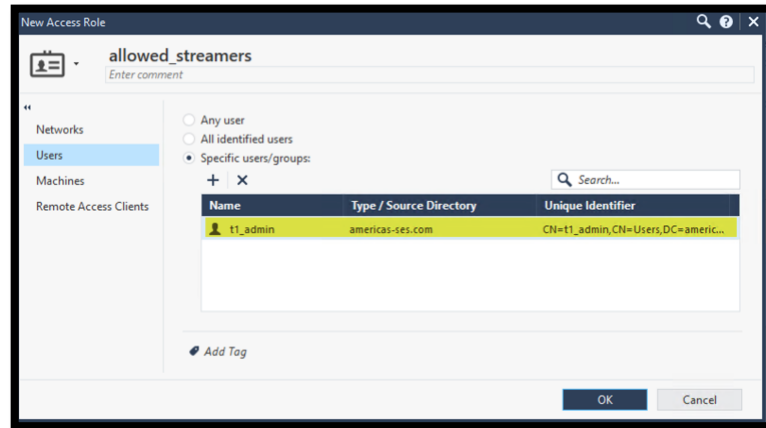 New Access Role
allowed_streamers
Enter comment
Networks
Users
Machines
Remote Access Clients
Any user
All identified users
Specific users/groups:
Search...
Name Type / Source Directory Unique Identifier
t1_admin americas-ses.com CN=t1_admin,CN=Users,DC=americ...
Add Tag
OK Cancel